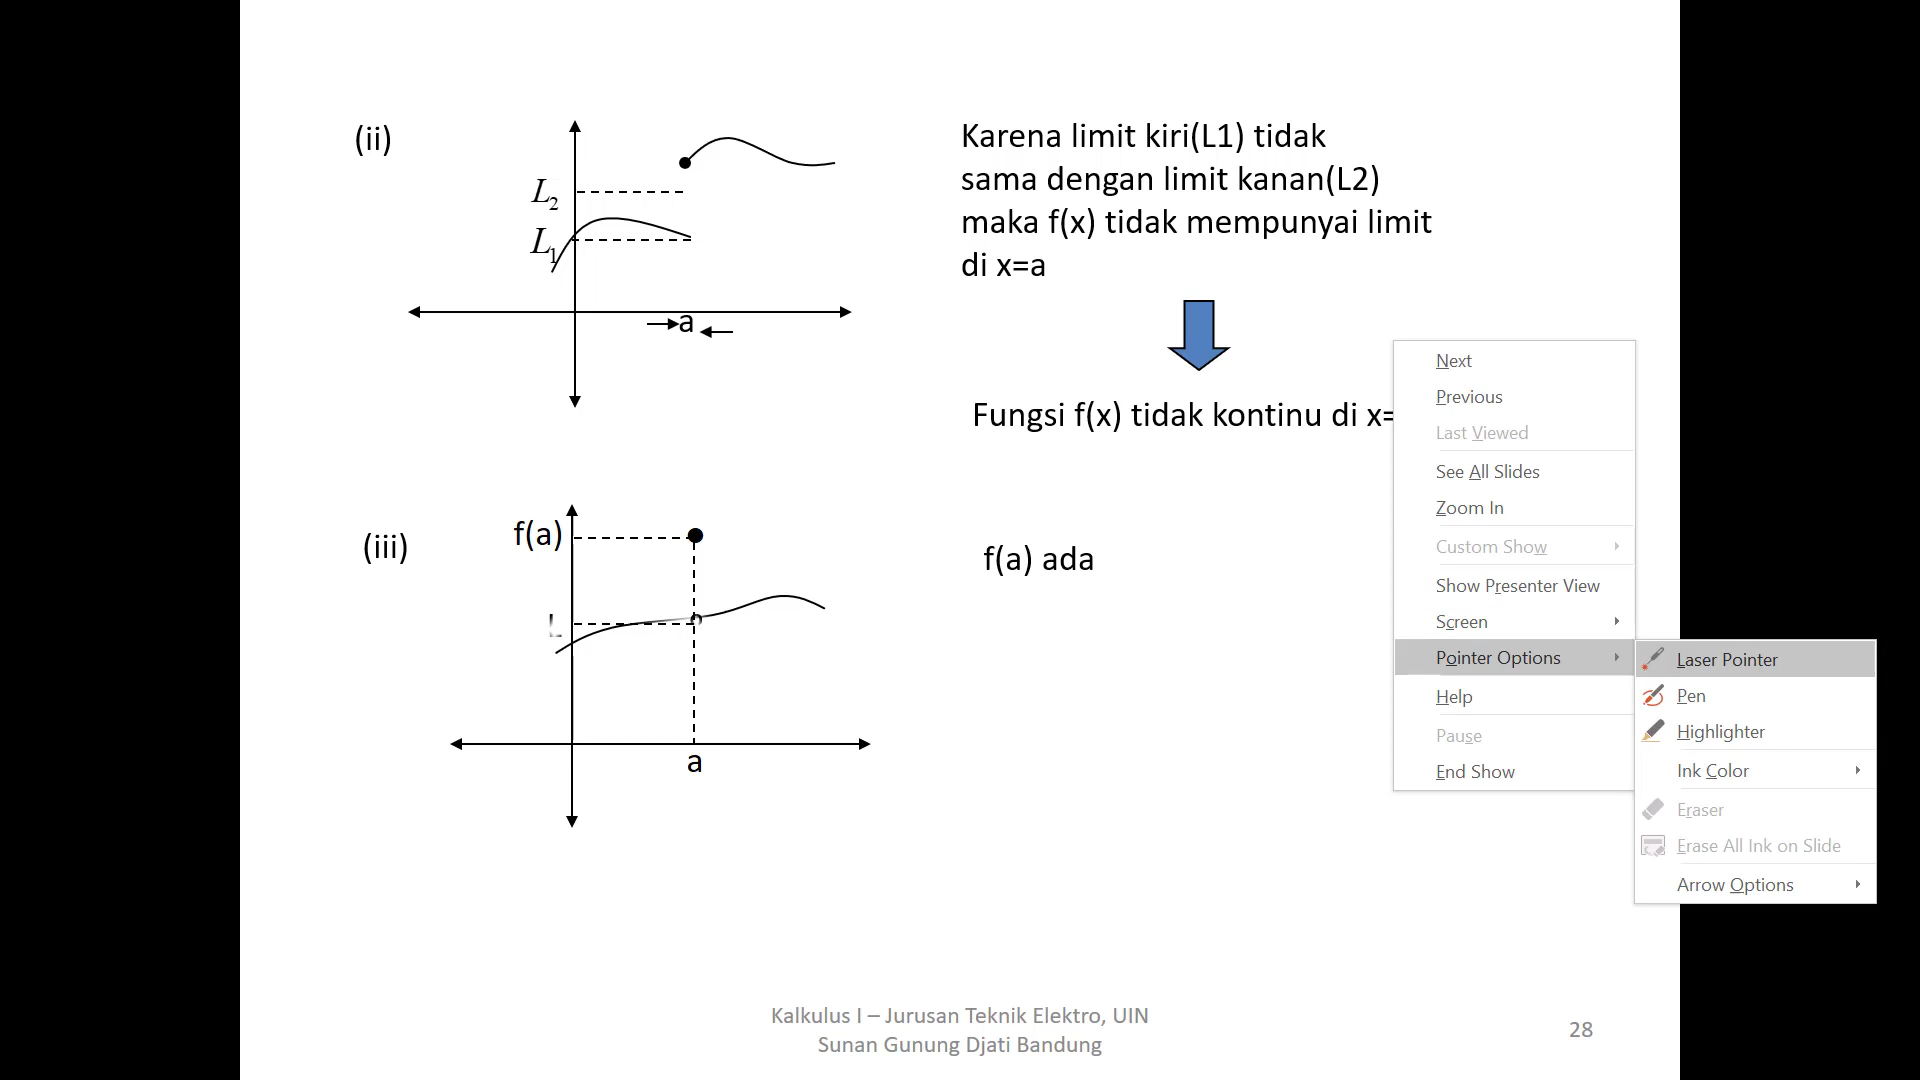 (ii)
L2
L1
a
Karena limit kiri(L1) tidak
sama dengan limit kanan(L2)
maka f(x) tidak mempunyai limit
di x=a
Fungsi f(x) tidak kontinu di x=
(iii)
f(a)
L
a
f(a) ada
Next
Previous
Last Viewed
See All Slides
Zoom In
Custom Show
Show Presenter View
Screen
Pointer Options
Help
Pause
End Show
Laser Pointer
Pen
Highlighter
Ink Color
Eraser
Erase All Ink on Slide
Arrow Options
Kalkulus I – Jurusan Teknik Elektro, UIN
Sunan Gunung Djati Bandung
28